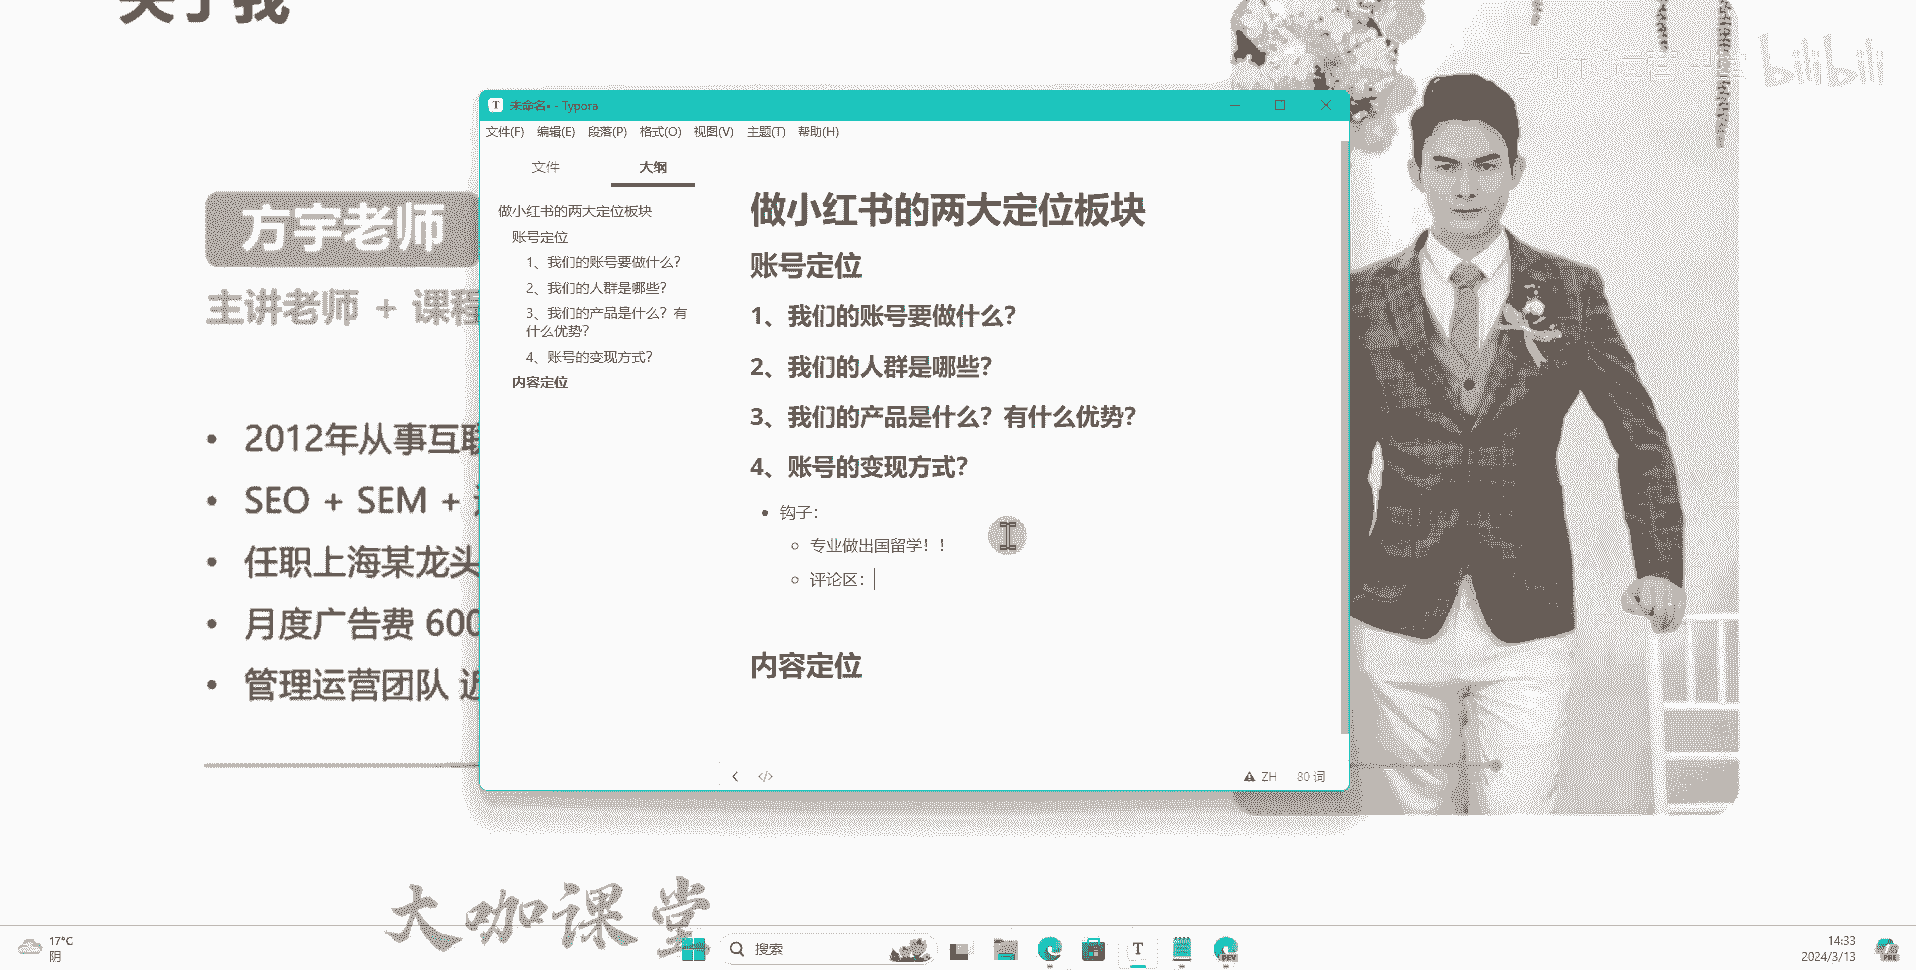 关于我
bilibili
未命名• - Typora
文件(F) 编辑(E) 段落(P) 格式(O) 视图(V) 主题(T) 帮助(H)
文件 大纲
做小红书的两大定位板块
账号定位
1、我们的账号要做什么？
2、我们的人群是哪些？
3、我们的产品是什么？有
什么优势？
4、账号的变现方式？
内容定位
做小红书的两大定位板块
账号定位
1、我们的账号要做什么？
2、我们的人群是哪些？
3、我们的产品是什么？有什么优势？
4、账号的变现方式？
• 钩子：
专业做出国留学！！
评论区：
内容定位
ZH 80 词
方宇老师
主讲老师 + 课程
• 2012年从事互联
• SEO + SEM +
• 任职上海某龙头
• 月度广告费 600
• 管理运营团队 近
大咖课堂
17°C
阴
搜索
T
DEV
14:33
2024/3/13
PRE